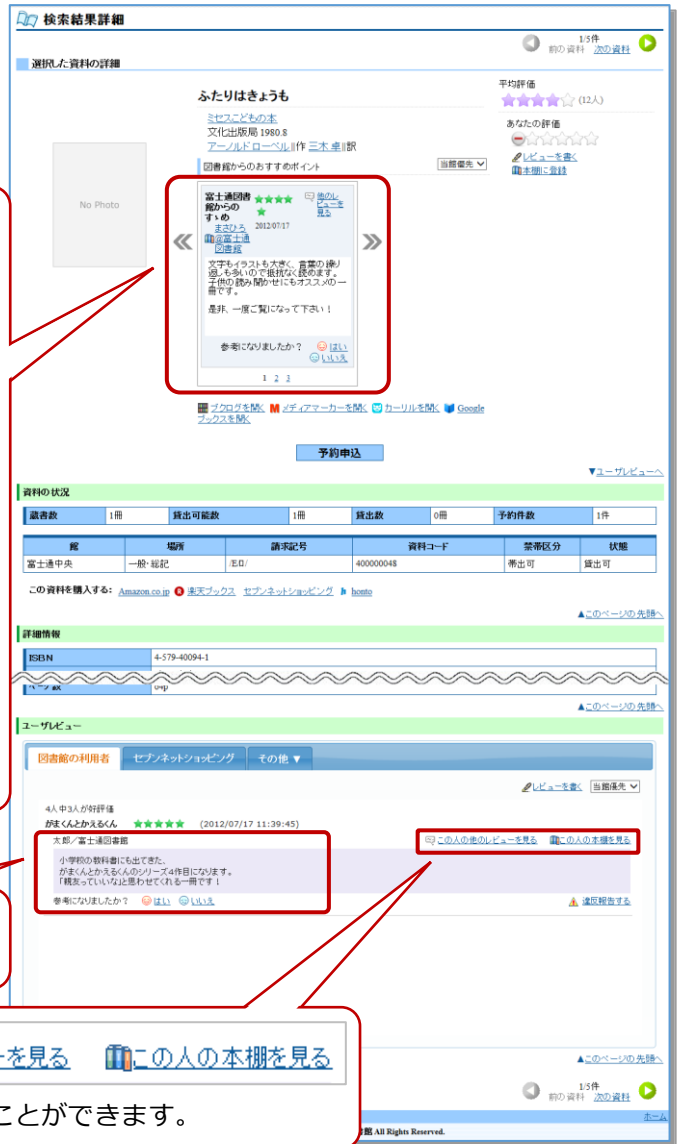 検索結果詳細
1/5件
前の資料 次の資料
選択した資料の詳細
No Photo
ふたりはきょうも
ミセスこどもの本
文化出版局 1980.8
アーノルド ローベル∥作 三木 卓∥訳
図書館からのおすすめポイント
当館優先
平均評価
(12人)
あなたの評価
レビューを書く
本棚に登録
富士通図書館からのすゝめ
★★★★★
他のレビューを見る
まさひろ@富士通図書館
2012/07/17
文字もイラストも大きく、言葉の繰り
返しも多いので抵抗なく読めます。
子供の読み聞かせにもオススメの一
冊です。
是非、一度ご覧になって下さい！
参考になりましたか？ はい
いいえ
1 2 3
ブクログを開く メディアマーカーを開く カーリルを開く Google
ブックスを開く
予約申込
▼ユーザレビューへ
資料の状況
蔵書数 1冊 貸出可能数 1冊 貸出数 0冊 予約件数 1件
館 場所 請求記号 資料コード 禁帯区分 状態
富士通中央 一般・総記 /Eロ/ 400000048 帯出可 貸出可
この資料を購入する： Amazon.co.jp 楽天ブックス セブンネットショッピング honto
▲このページの先頭へ
詳細情報
ISBN 4-579-40094-1
▲このページの先頭へ
ユーザレビュー
図書館の利用者 セブンネットショッピング その他 ▼
レビューを書く 当館優先
4人中3人が好評価
がまくんとかえるくん ★★★★★ (2012/07/17 11:39:45)
太郎／富士通図書館
この人の他のレビューを見る この人の本棚を見る
小学校の教科書にも出てきた、
がまくんとかえるくんのシリーズ4作目になります。
「親友っていいな」と思わせてくれる一冊です！
参考になりましたか？ はい いいえ
違反報告する
ーを見る この人の本棚を見る
ことができます。
▲このページの先頭へ
1/5件
前の資料 次の資料
ホーム
館 All Rights Reserved.